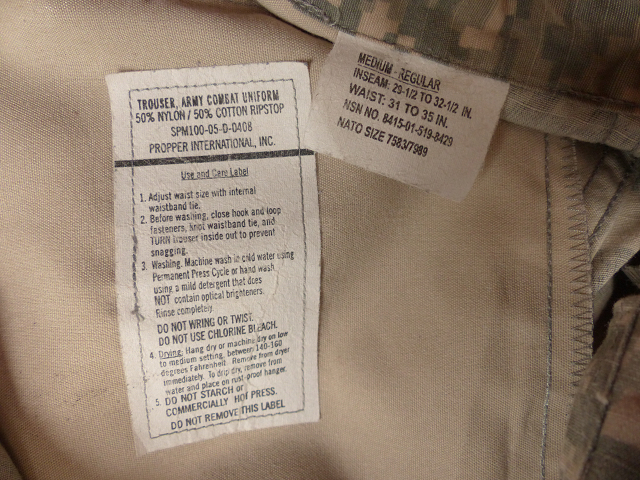 TROUSER, ARMY COMBAT UNIFORM
50% NYLON / 50% COTTON RIPSTOP
SPM100-05-D-0408
PROPPER INTERNATIONAL, INC.
Use and Care Label
1. Adjust waist size with internal
waistband tie.
2. Before washing, close hook and loop
fasteners, knot waistband tie, and
TURN trouser inside out to prevent
snagging.
3. Washing. Machine wash in cold water using
Permanent Press Cycle or hand wash
using a mild detergent that does
NOT contain optical brighteners.
Rinse completely.
DO NOT WRING OR TWIST.
DO NOT USE CHLORINE BLEACH.
4. Drying: Hang dry or machine dry on low
to medium setting, between 140-160
degrees Fahrenheit. Remove from dryer
immediately. To drip dry, remove from
water and place on rust proof hanger.
5. DO NOT STARCH or
COMMERCIALLY HOT PRESS.
DO NOT REMOVE THIS LABEL
MEDIUM - REGULAR
INSEAM: 29-1/2 TO 32-1/2 IN.
WAIST: 31 TO 35 IN.
NSN NO. 8415-01-519-8429
NATO SIZE 7583/7989